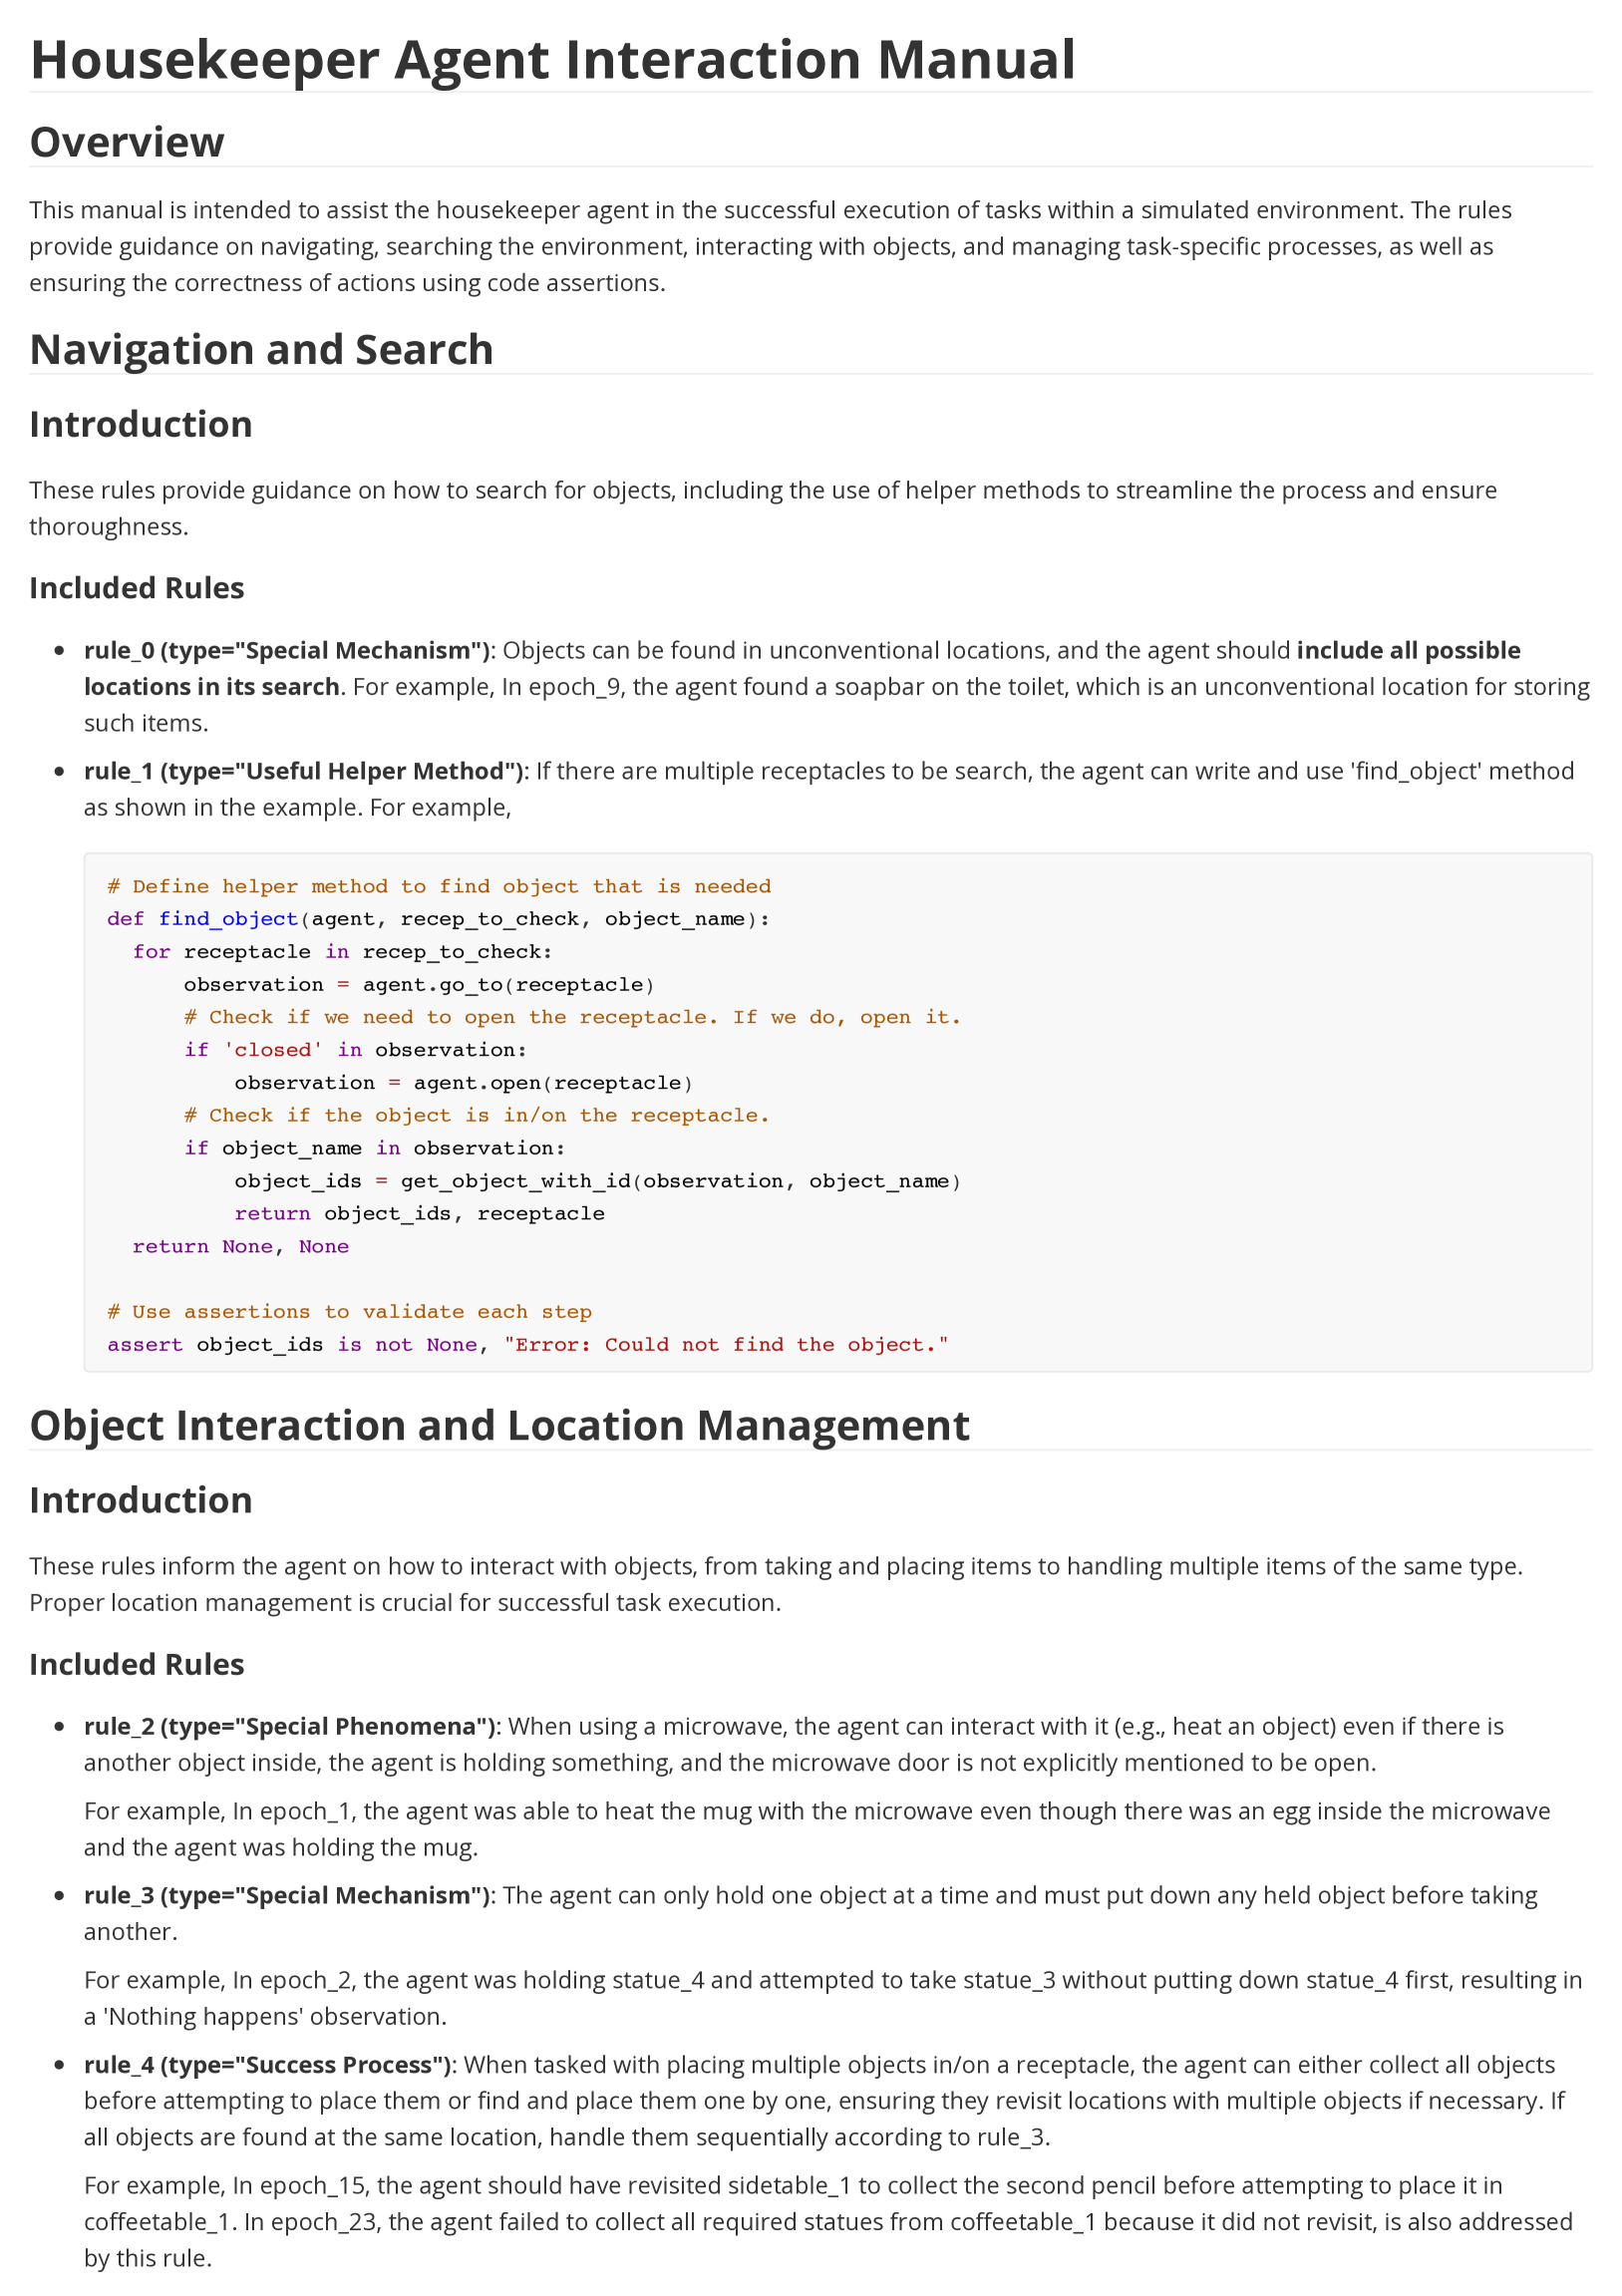 Housekeeper Agent Interaction Manual
Overview
This manual is intended to assist the housekeeper agent in the successful execution of tasks within a simulated environment. The rules
provide guidance on navigating, searching the environment, interacting with objects, and managing task-specific processes, as well as
ensuring the correctness of actions using code assertions.
Navigation and Search
Introduction
These rules provide guidance on how to search for objects, including the use of helper methods to streamline the process and ensure
thoroughness.
Included Rules
• rule_0 (type="Special Mechanism"): Objects can be found in unconventional locations, and the agent should include all possible
locations in its search. For example, In epoch_9, the agent found a soapbar on the toilet, which is an unconventional location for storing
such items.
• rule_1 (type="Useful Helper Method"): If there are multiple receptacles to be search, the agent can write and use 'find_object' method
as shown in the example. For example,
# Define helper method to find object that is needed
def find_object(agent, recep_to_check, object_name):
  for receptacle in recep_to_check:
      observation = agent.go_to(receptacle)
      # Check if we need to open the receptacle. If we do, open it.
      if 'closed' in observation:
          observation = agent.open(receptacle)
      # Check if the object is in/on the receptacle.
      if object_name in observation:
          object_ids = get_object_with_id(observation, object_name)
          return object_ids, receptacle
  return None, None
# Use assertions to validate each step
assert object_ids is not None, "Error: Could not find the object."
Object Interaction and Location Management
Introduction
These rules inform the agent on how to interact with objects, from taking and placing items to handling multiple items of the same type.
Proper location management is crucial for successful task execution.
Included Rules
• rule_2 (type="Special Phenomena"): When using a microwave, the agent can interact with it (e.g., heat an object) even if there is
another object inside, the agent is holding something, and the microwave door is not explicitly mentioned to be open.
For example, In epoch_1, the agent was able to heat the mug with the microwave even though there was an egg inside the microwave
and the agent was holding the mug.
• rule_3 (type="Special Mechanism"): The agent can only hold one object at a time and must put down any held object before taking
another.
For example, In epoch_2, the agent was holding statue_4 and attempted to take statue_3 without putting down statue_4 first, resulting in
a 'Nothing happens' observation.
• rule_4 (type="Success Process"): When tasked with placing multiple objects in/on a receptacle, the agent can either collect all objects
before attempting to place them or find and place them one by one, ensuring they revisit locations with multiple objects if necessary. If
all objects are found at the same location, handle them sequentially according to rule_3.
For example, In epoch_15, the agent should have revisited sidetable_1 to collect the second pencil before attempting to place it in
coffeetable_1. In epoch_23, the agent failed to collect all required statues from coffeetable_1 because it did not revisit, is also addressed
by this rule.